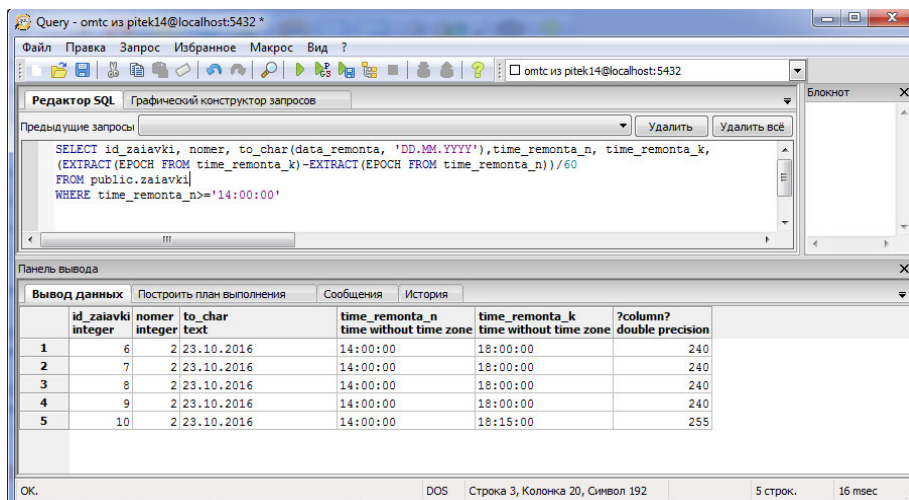 Query - omtc из pitek14@localhost:5432 *
Файл Правка Запрос Избранное Макрос Вид ?
omtc из pitek14@localhost:5432
Редактор SQL Графический конструктор запросов
Блокнот
Предыдущие запросы Удалить Удалить всё
SELECT id_zaiavki, nomer, to_char(data_remonta, 'DD.MM.YYYY'),time_remonta_n, time_remonta_k,
(EXTRACT(EPOCH FROM time_remonta_k)-EXTRACT(EPOCH FROM time_remonta_n))/60
FROM public.zaiavki
WHERE time_remonta_n>='14:00:00'
Панель вывода
Вывод данных Построить план выполнения Сообщения История
id_zaiavki nomer to_char time_remonta_n time_remonta_k ?column?
integer integer text time without time zone time without time zone double precision
1 6 2 23.10.2016 14:00:00 18:00:00 240
2 7 2 23.10.2016 14:00:00 18:00:00 240
3 8 2 23.10.2016 14:00:00 18:00:00 240
4 9 2 23.10.2016 14:00:00 18:00:00 240
5 10 2 23.10.2016 14:00:00 18:15:00 255
OK. DOS Строка 3, Колонка 20, Символ 192 5 строк. 16 msec